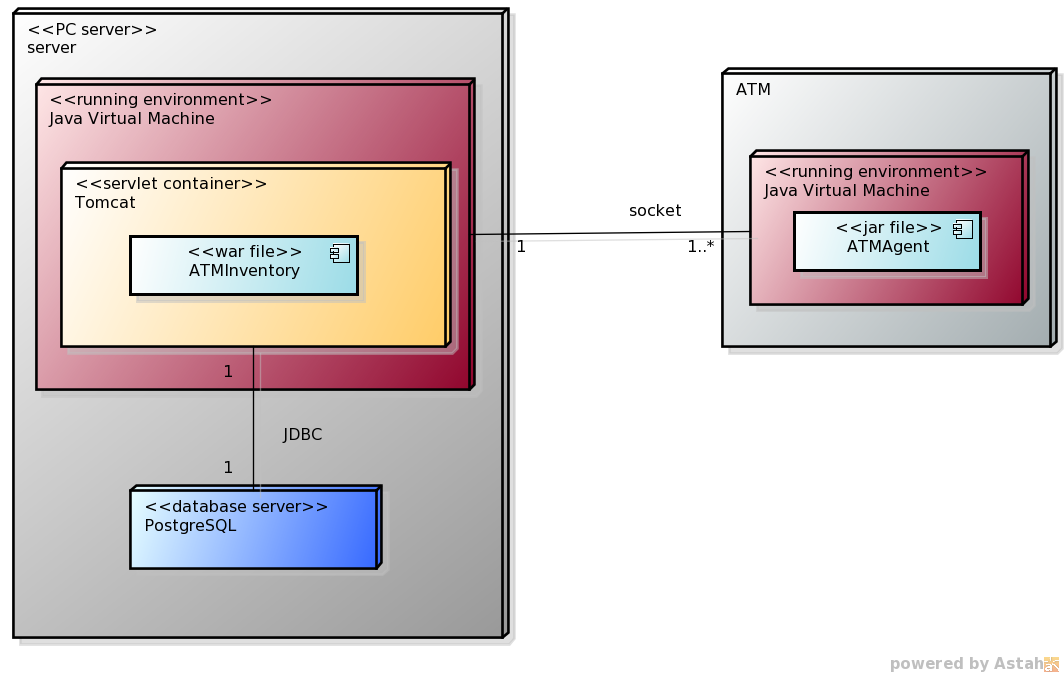 <<PC server>>
server
<<running environment>>
Java Virtual Machine
<<servlet container>>
Tomcat
<<war file>>
ATMInventory
1
JDBC
1
<<database server>>
PostgreSQL
socket
1
1..*
ATM
<<running environment>>
Java Virtual Machine
<<jar file>>
ATMAgent
powered by Astah